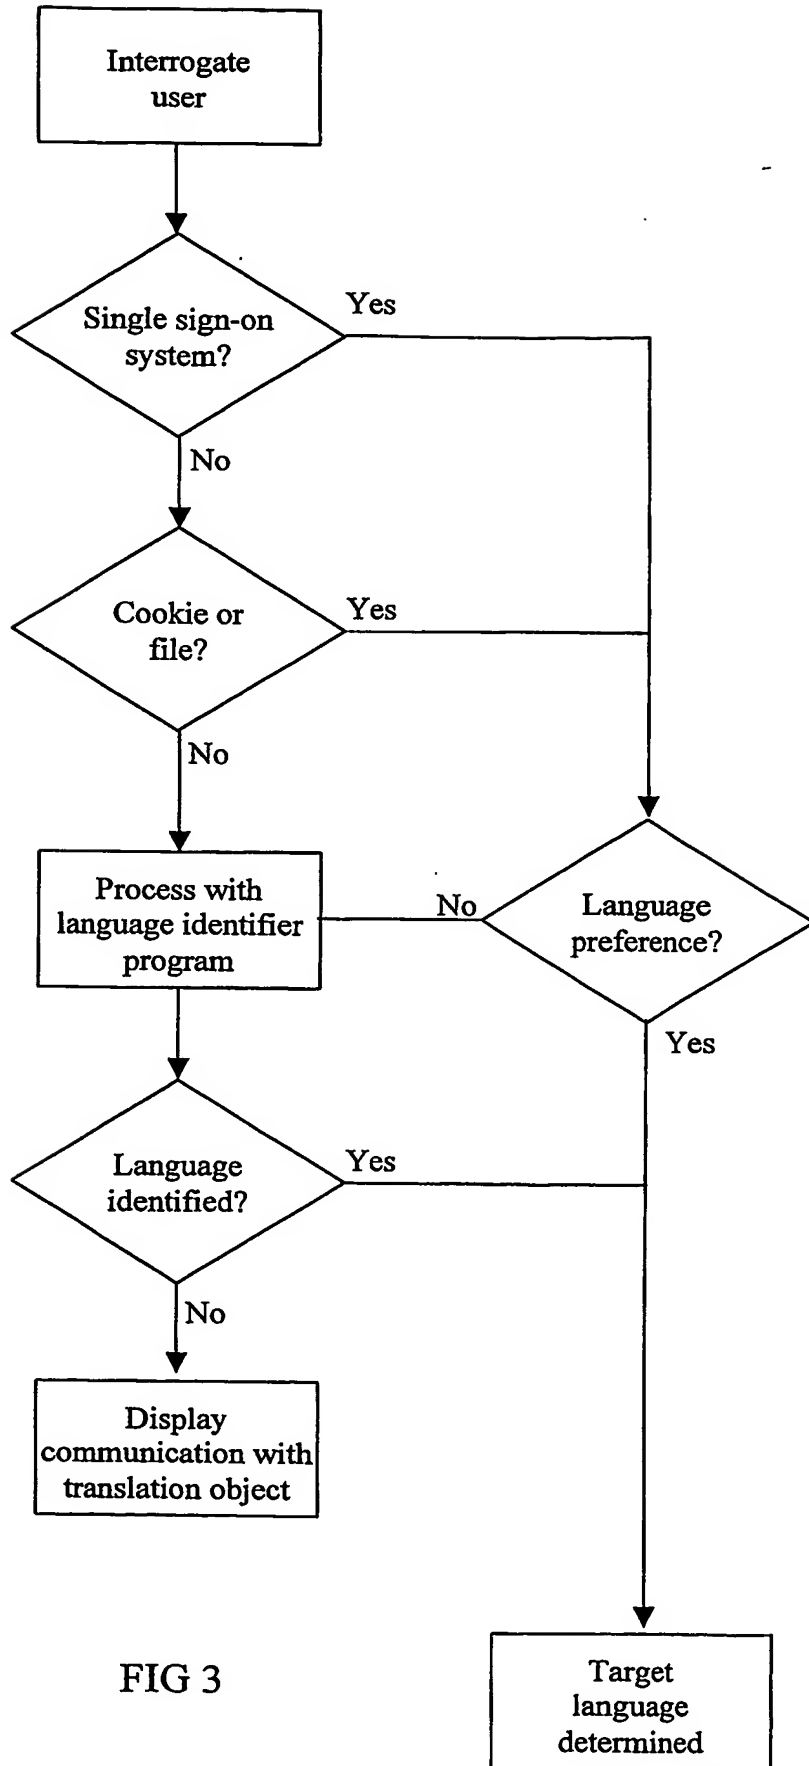 Interrogate
user
Single sign-on
system?
Yes
No
Cookie or
file?
Yes
No
Process with
language identifier
program
No
Language
preference?
Yes
Language
identified?
Yes
No
Display
communication with
translation object
FIG 3
Target
language
determined